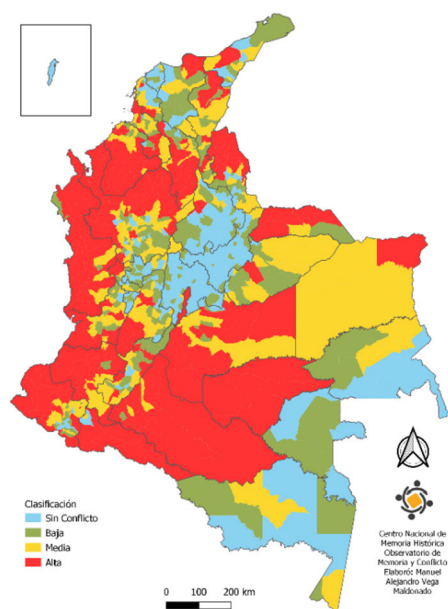 Clasificación
Sin Conflicto
Baja
Media
Alta
0 100 200 km
Centro Nacional de
Memoria Histórica
Observatorio de
Memoria y Conflicto
Elaboró: Manuel
Alejandro Vega
Maldonado